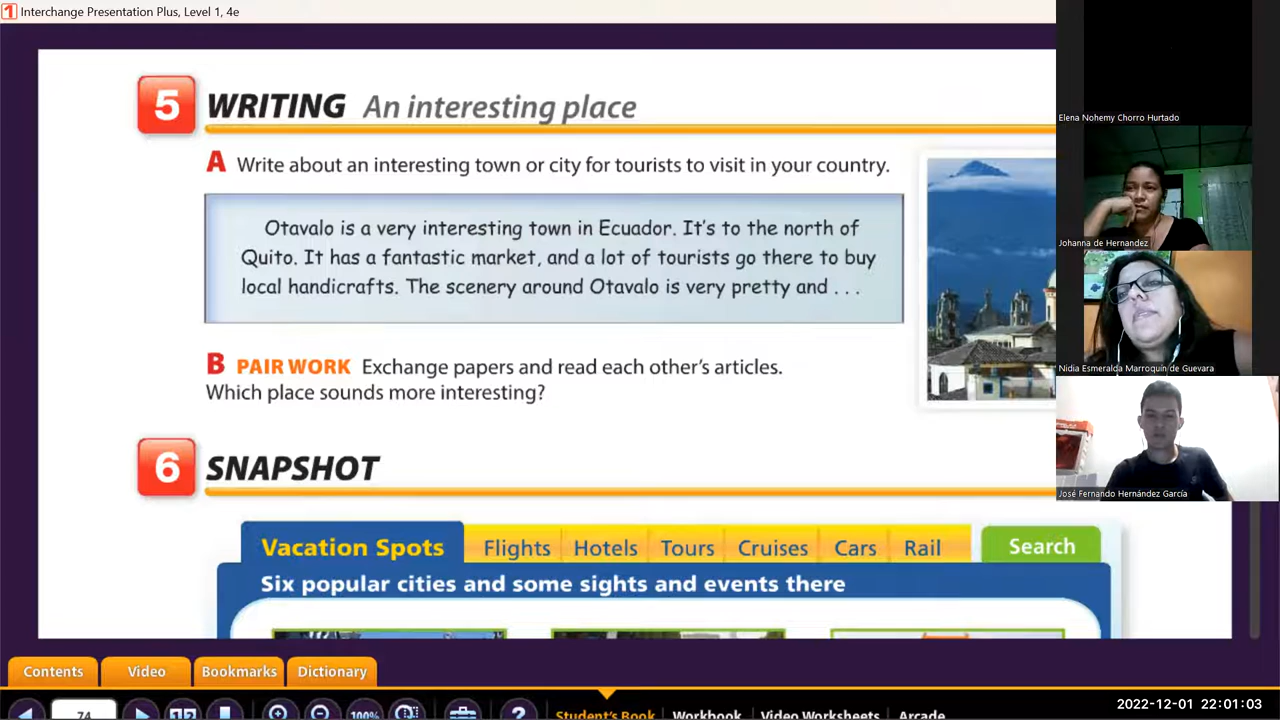 Interchange Presentation Plus, Level 1, 4e
5 WRITING An interesting place
A Write about an interesting town or city for tourists to visit in your country.
Otavalo is a very interesting town in Ecuador. It's to the north of
Quito. It has a fantastic market, and a lot of tourists go there to buy
local handicrafts. The scenery around Otavalo is very pretty and . . .
B PAIR WORK Exchange papers and read each other's articles.
Which place sounds more interesting?
6 SNAPSHOT
Vacation Spots Flights Hotels Tours Cruises Cars Rail Search
Six popular cities and some sights and events there
Elena Nohemy Chorro Hurtado
Johanna de Hernandez
Nidia Esmeralda Marroquín de Guevara
José Fernando Hernández García
Contents Video Bookmarks Dictionary
74 100% ? Student's Book Workbook Video Worksheets Arcade
2022-12-01 22:01:03